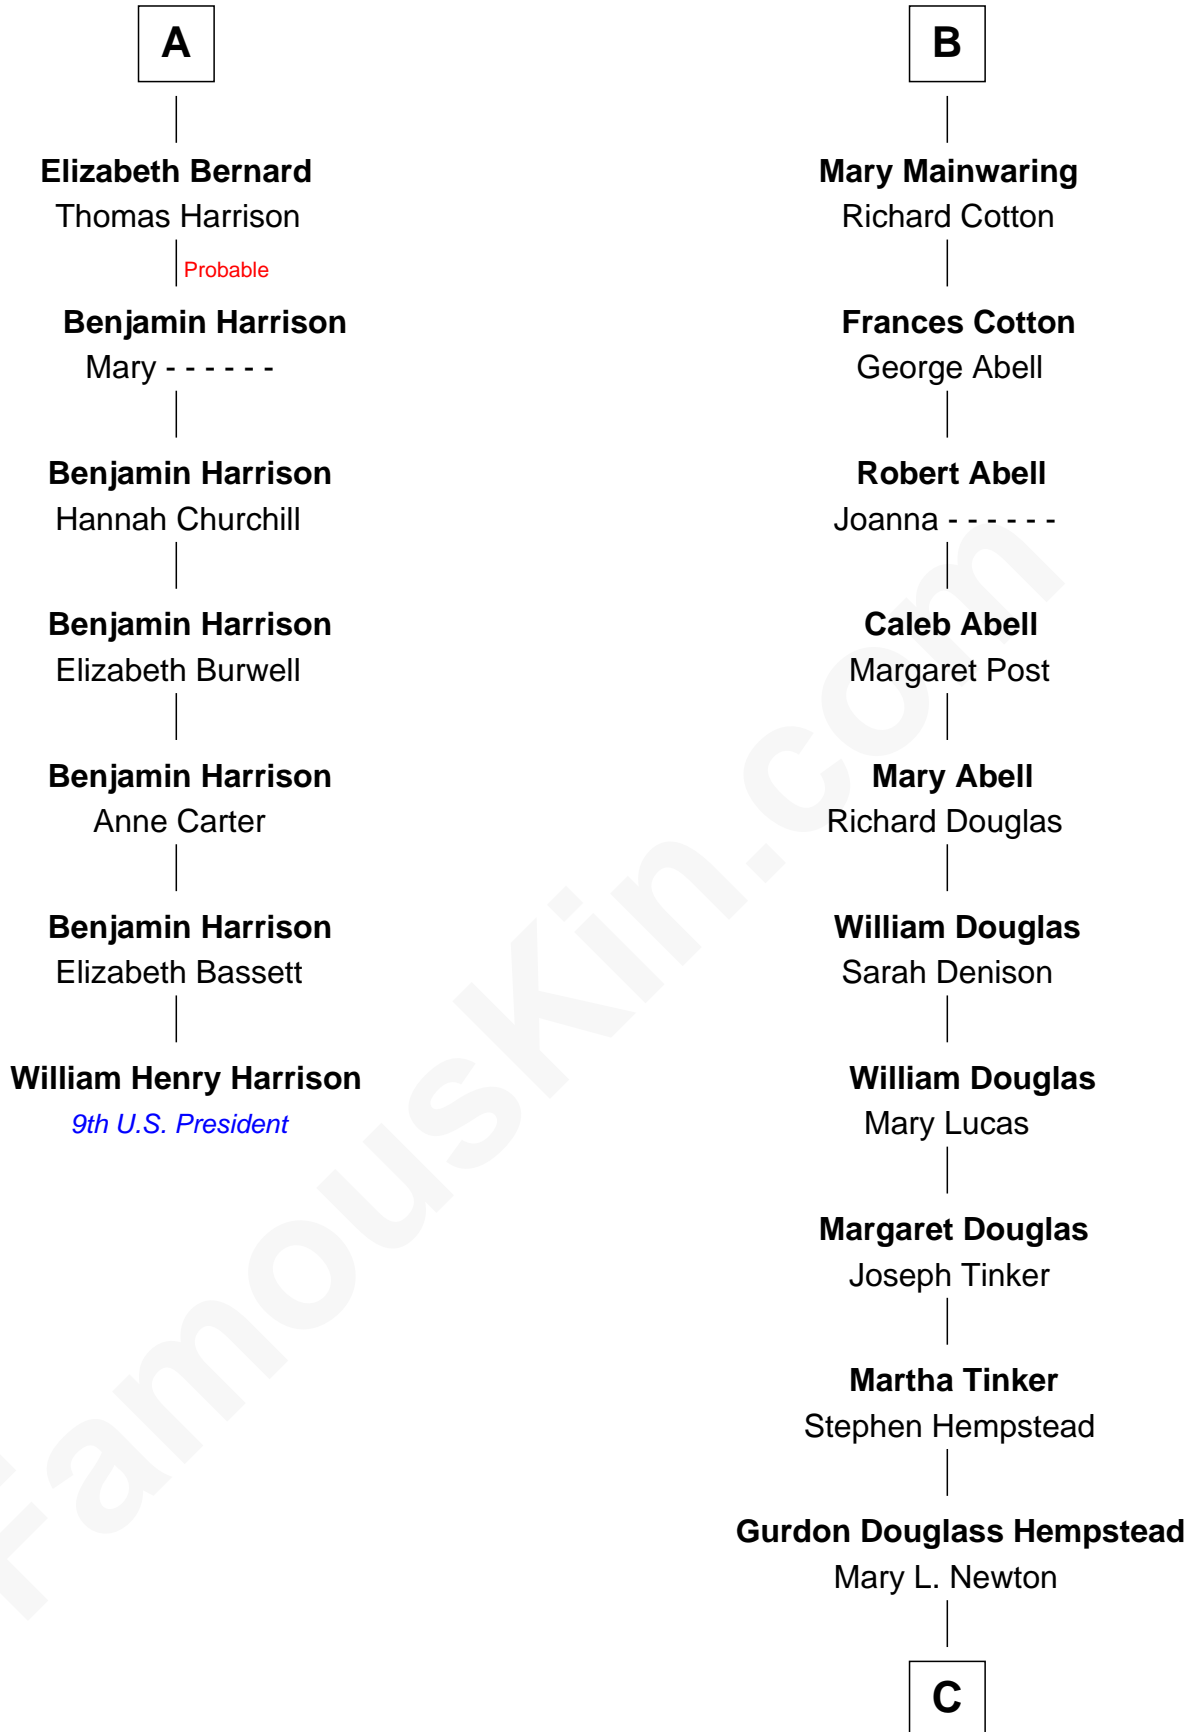 A
Elizabeth Bernard
Thomas Harrison
Probable
Benjamin Harrison
Mary - - - - - -
Benjamin Harrison
Hannah Churchill
Benjamin Harrison
Elizabeth Burwell
Benjamin Harrison
Anne Carter
Benjamin Harrison
Elizabeth Bassett
William Henry Harrison
9th U.S. President
B
Mary Mainwaring
Richard Cotton
Frances Cotton
George Abell
Robert Abell
Joanna - - - - - -
Caleb Abell
Margaret Post
Mary Abell
Richard Douglas
William Douglas
Sarah Denison
William Douglas
Mary Lucas
Margaret Douglas
Joseph Tinker
Martha Tinker
Stephen Hempstead
Gurdon Douglass Hempstead
Mary L. Newton
C
FamousKin.com